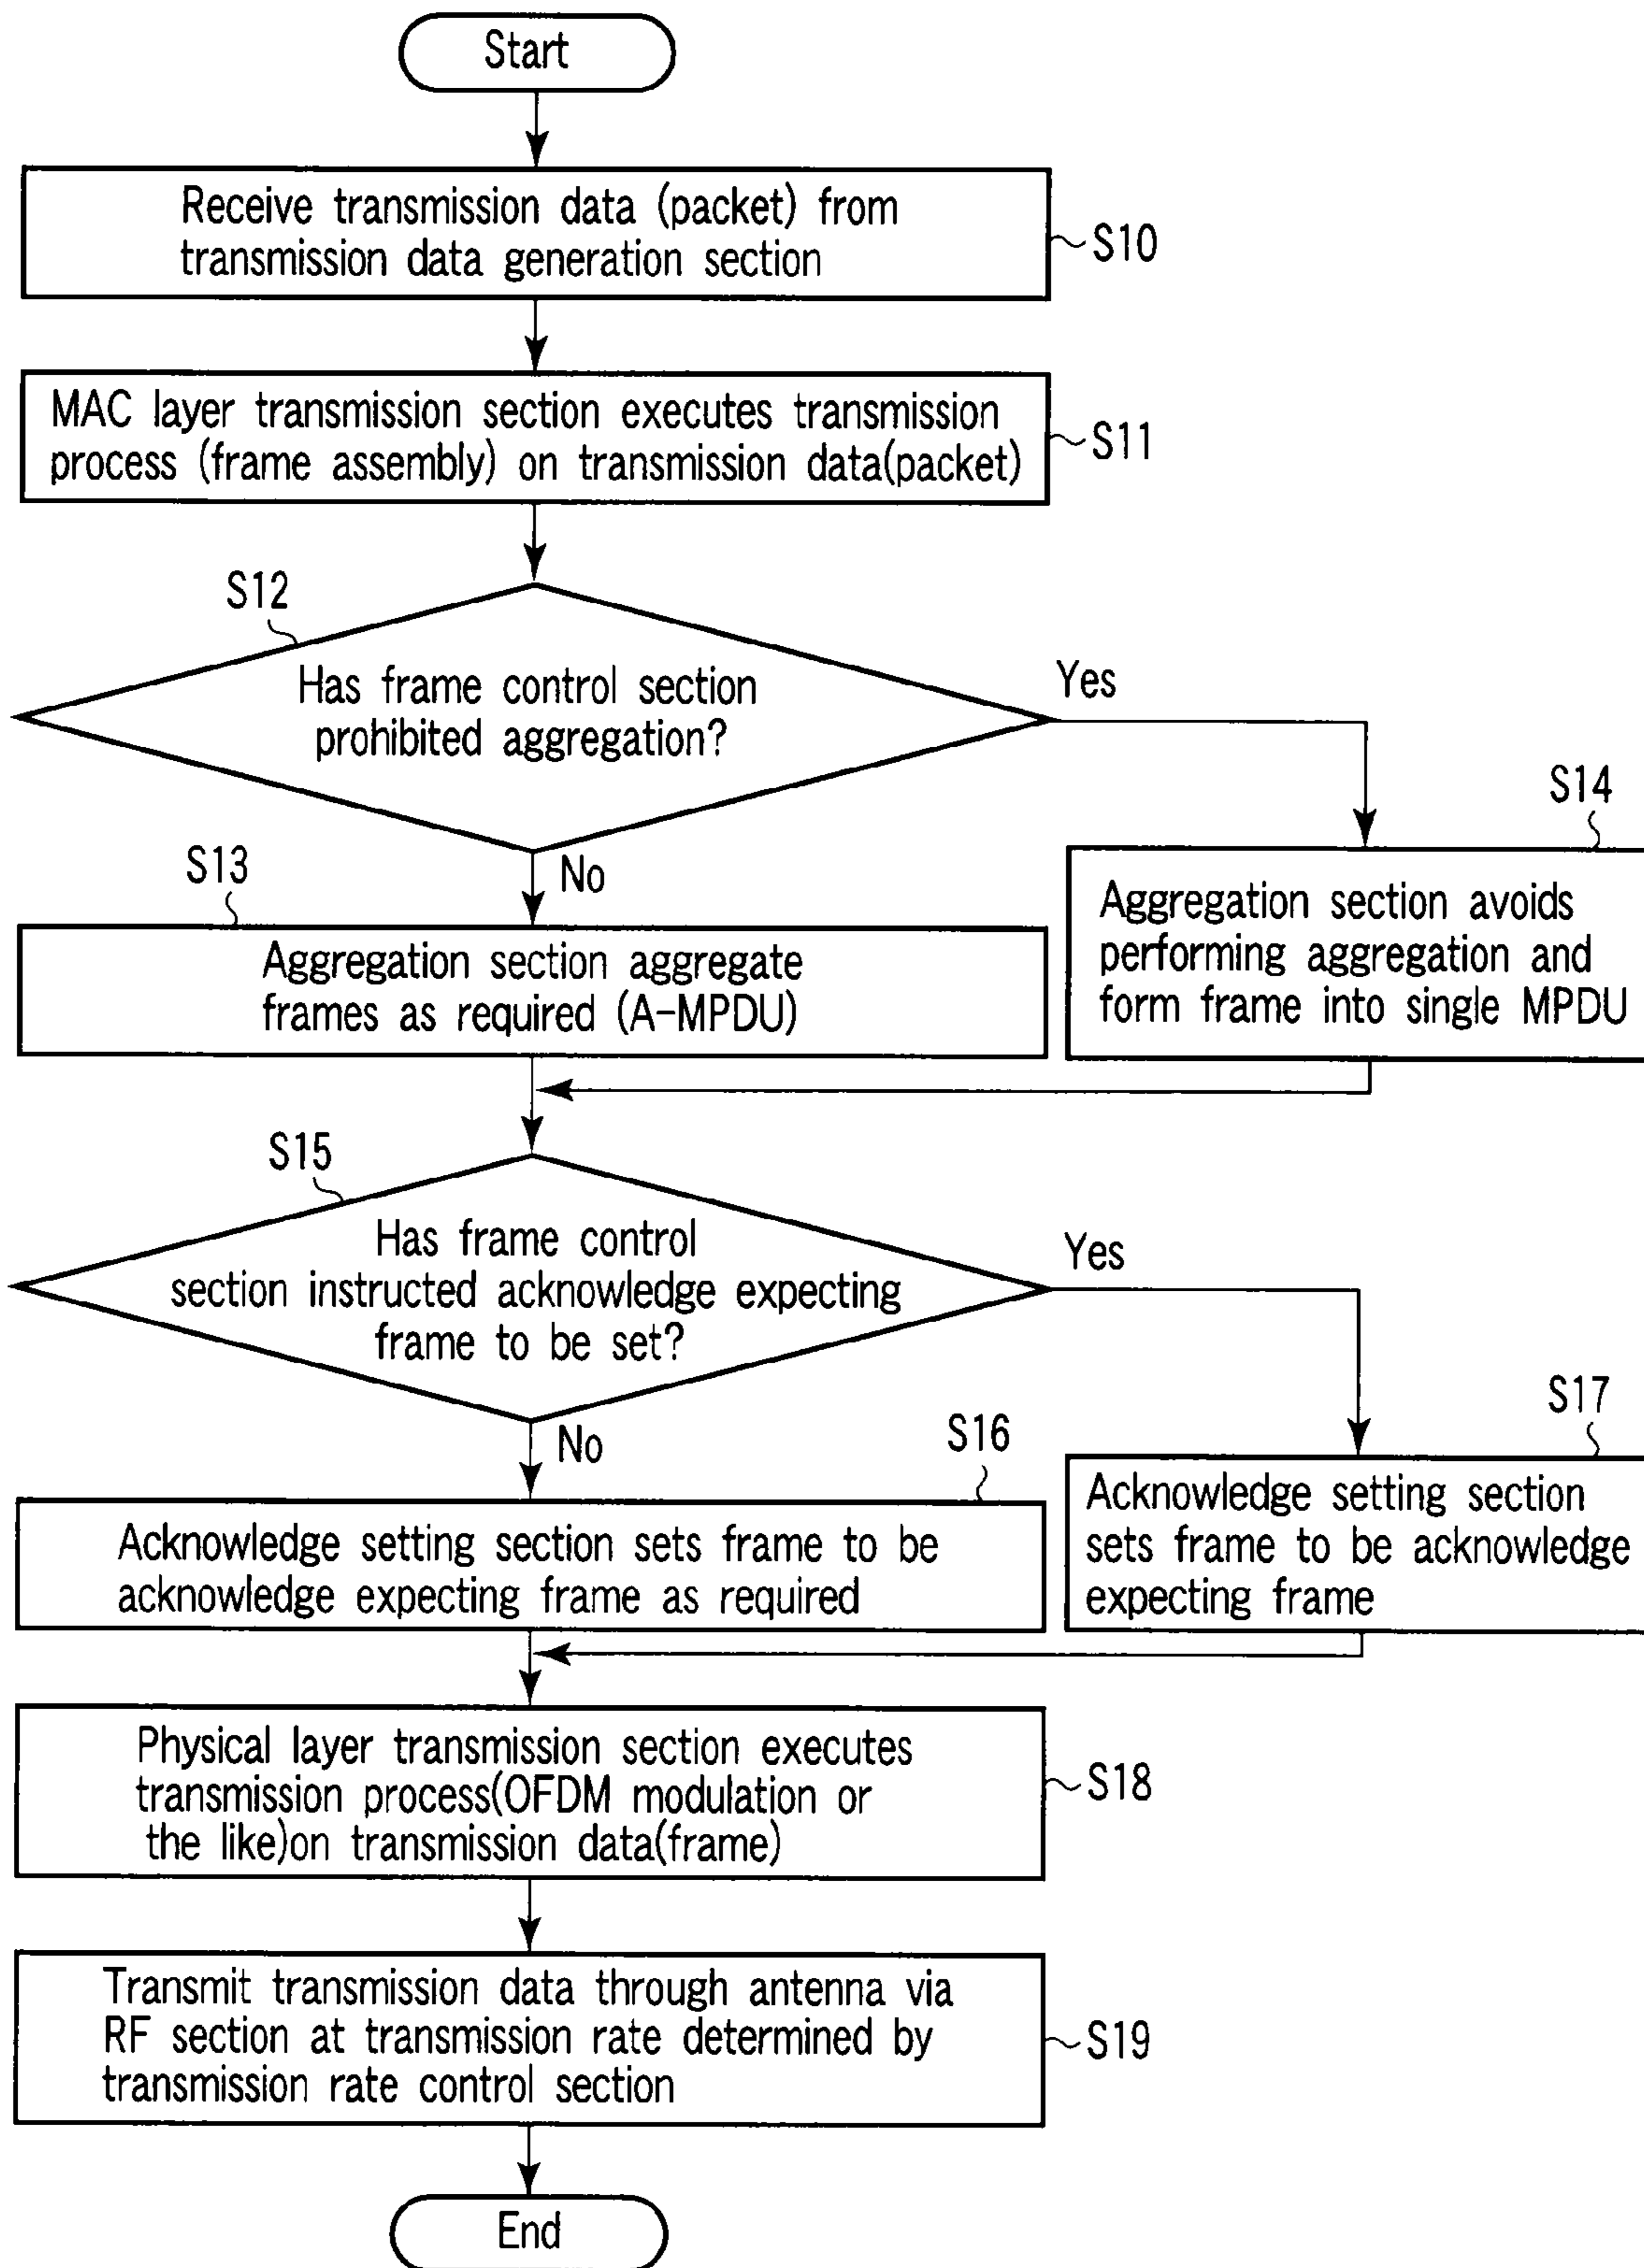 Start
Receive transmission data (packet) from
transmission data generation section
S10
MAC layer transmission section executes transmission
process (frame assembly) on transmission data(packet)
S11
S12
Has frame control section
prohibited aggregation?
Yes
No
S13
Aggregation section aggregate
frames as required (A-MPDU)
S14
Aggregation section avoids
performing aggregation and
form frame into single MPDU
S15
Has frame control
section instructed acknowledge expecting
frame to be set?
Yes
No
S16
Acknowledge setting section sets frame to be
acknowledge expecting frame as required
S17
Acknowledge setting section
sets frame to be acknowledge
expecting frame
Physical layer transmission section executes
transmission process(OFDM modulation or
the like)on transmission data(frame)
S18
Transmit transmission data through antenna via
RF section at transmission rate determined by
transmission rate control section
S19
End